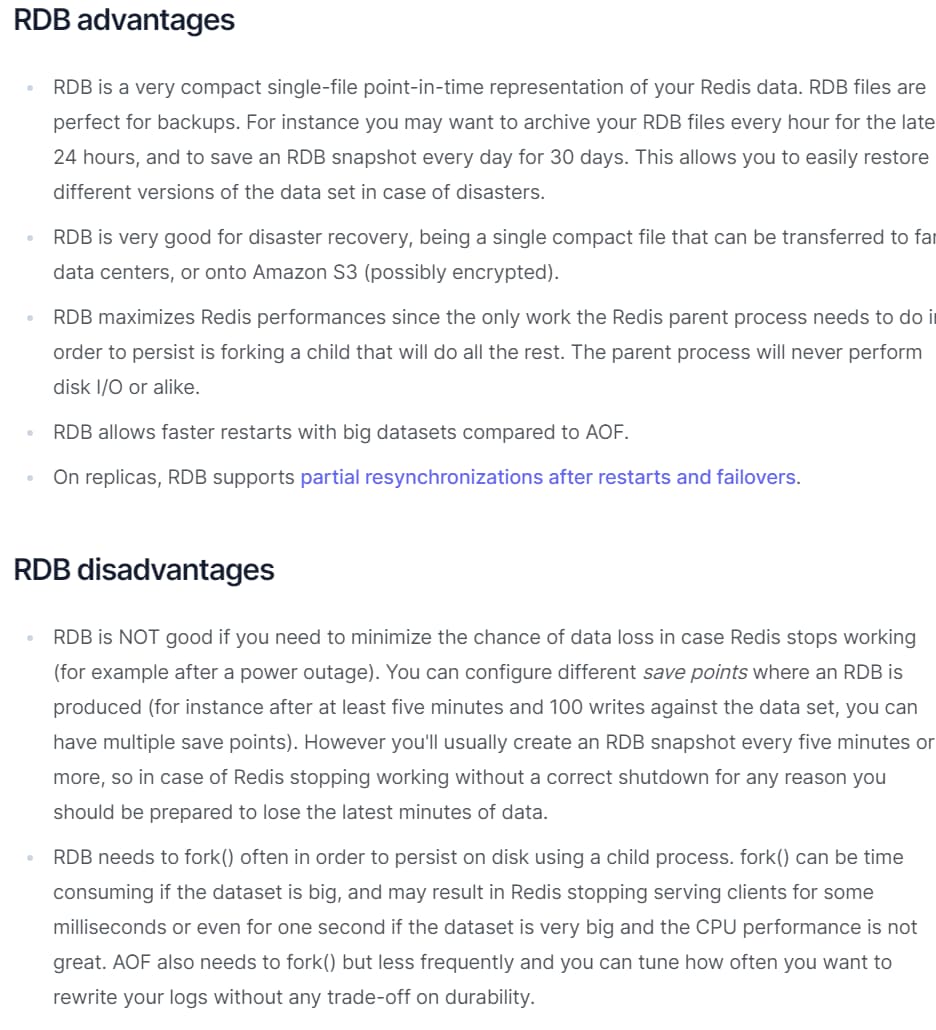 RDB advantages
RDB is a very compact single-file point-in-time representation of your Redis data. RDB files are
perfect for backups. For instance you may want to archive your RDB files every hour for the late
24 hours, and to save an RDB snapshot every day for 30 days. This allows you to easily restore
different versions of the data set in case of disasters.
RDB is very good for disaster recovery, being a single compact file that can be transferred to far
data centers, or onto Amazon S3 (possibly encrypted).
RDB maximizes Redis performances since the only work the Redis parent process needs to do in
order to persist is forking a child that will do all the rest. The parent process will never perform
disk I/O or alike.
RDB allows faster restarts with big datasets compared to AOF.
On replicas, RDB supports partial resynchronizations after restarts and failovers.
RDB disadvantages
RDB is NOT good if you need to minimize the chance of data loss in case Redis stops working
(for example after a power outage). You can configure different save points where an RDB is
produced (for instance after at least five minutes and 100 writes against the data set, you can
have multiple save points). However you'll usually create an RDB snapshot every five minutes or
more, so in case of Redis stopping working without a correct shutdown for any reason you
should be prepared to lose the latest minutes of data.
RDB needs to fork() often in order to persist on disk using a child process. fork() can be time
consuming if the dataset is big, and may result in Redis stopping serving clients for some
milliseconds or even for one second if the dataset is very big and the CPU performance is not
great. AOF also needs to fork() but less frequently and you can tune how often you want to
rewrite your logs without any trade-off on durability.